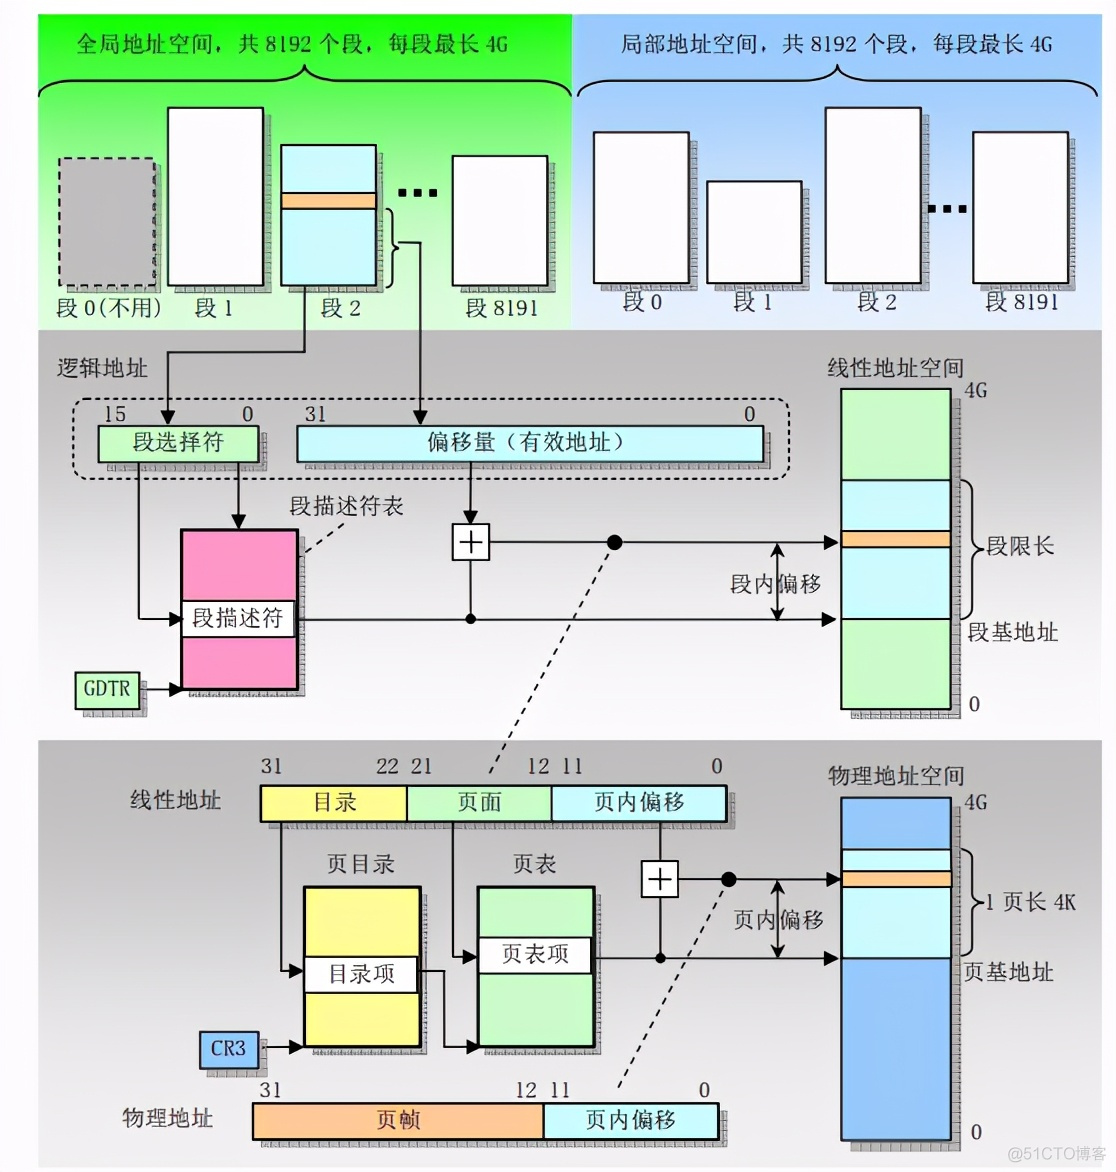 全局地址空间，共 8192 个段，每段最长 4G
局部地址空间，共 8192 个段，每段最长 4G
段 0(不用)
段 1
段 2
段 8191
段 0
段 1
段 2
段 8191
逻辑地址
线性地址空间
4G
15
0
31
0
段选择符
偏移量（有效地址）
段描述符表
段限长
段内偏移
段描述符
段基地址
GDTR
0
31
22
21
12
11
0
物理地址空间
线性地址
目录
页面
页内偏移
4G
页目录
页表
1 页长 4K
页内偏移
页表项
目录项
页基地址
CR3
31
12
11
0
物理地址
页帧
页内偏移
0
@51CTO博客